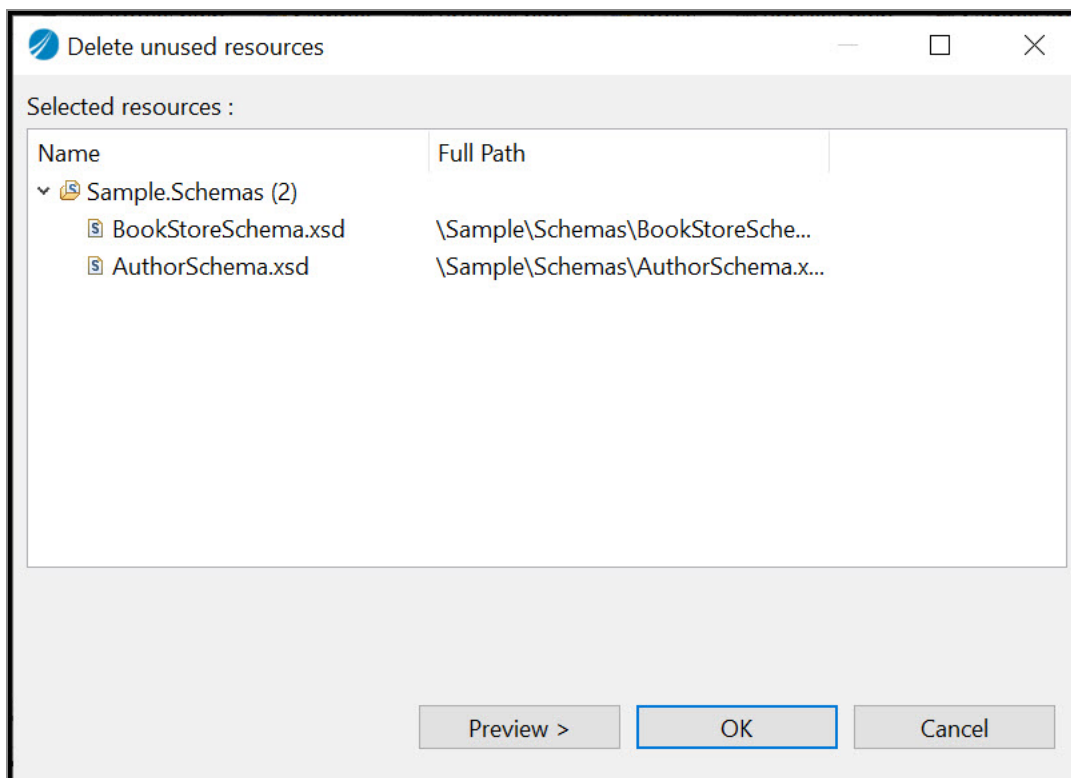 Delete unused resources
Selected resources :
Name Full Path
Sample.Schemas (2)
BookStoreSchema.xsd \Sample\Schemas\BookStoreSche...
AuthorSchema.xsd \Sample\Schemas\AuthorSchema.x...
Preview > OK Cancel